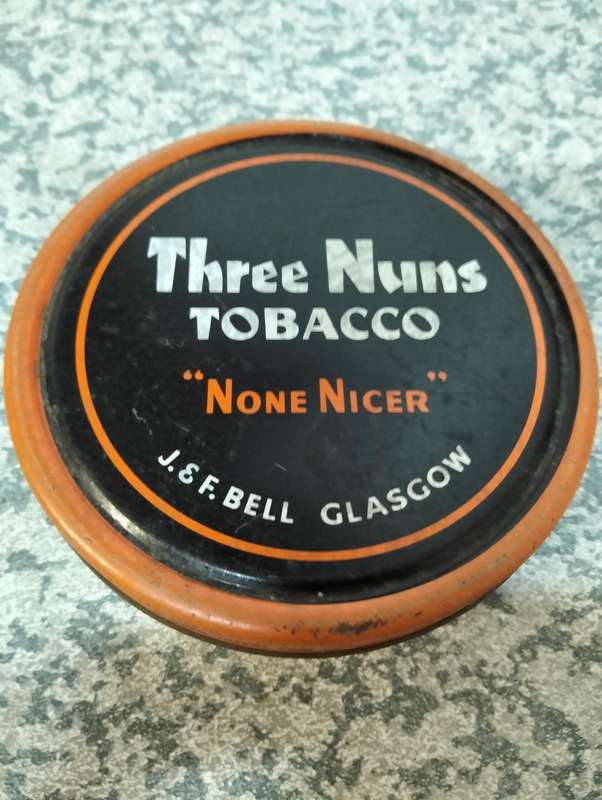 Three Nuns
TOBACCO
"NONE NICER"
J. & F. BELL GLASGOW